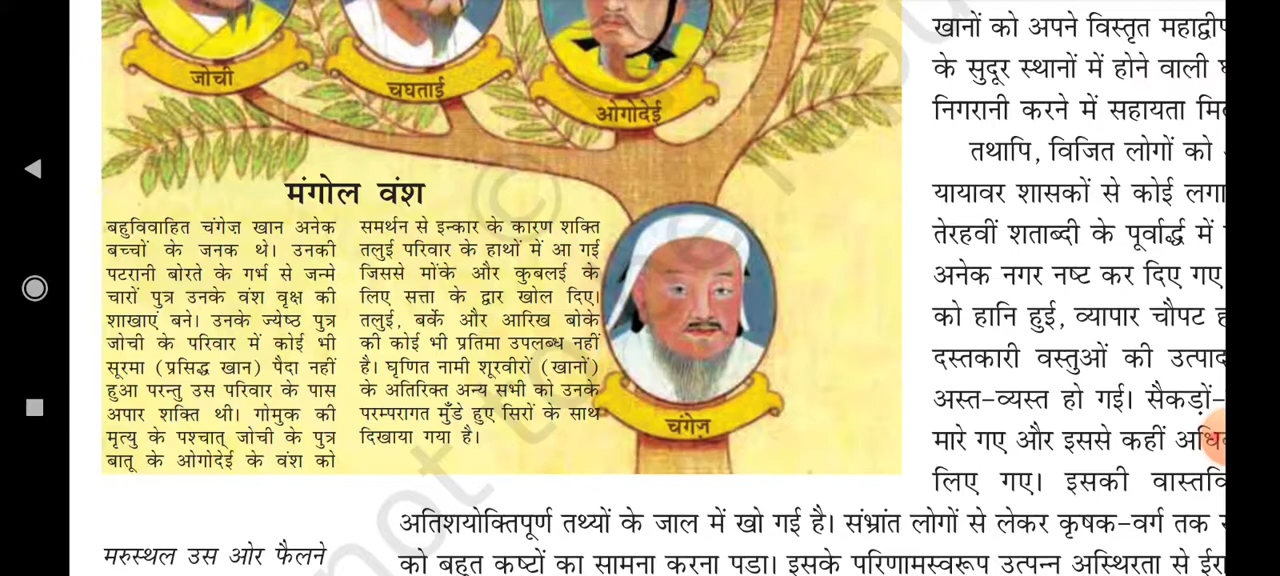 जोची
चघताई
ओगोदेई
मंगोल वंश
बहुविवाहित चंगेज़ खान अनेक
बच्चों के जनक थे। उनकी
पटरानी बोरते के गर्भ से जन्मे
चारों पुत्र उनके वंश वृक्ष की
शाखाएं बने। उनके ज्येष्ठ पुत्र
जोची के परिवार में कोई भी
सूरमा (प्रसिद्ध खान) पैदा नहीं
हुआ परन्तु उस परिवार के पास
अपार शक्ति थी। गोमुक की
मृत्यु के पश्चात् जोची के पुत्र
बातू के ओगोदेई के वंश को
समर्थन से इन्कार के कारण शक्ति
तलुई परिवार के हाथों में आ गई
जिससे मोंके और कुबलई के
लिए सत्ता के द्वार खोल दिए।
तलुई, बर्के और आरिख बोके
की कोई भी प्रतिमा उपलब्ध नहीं
है। घृणित नामी शूरवीरों (खानों)
के अतिरिक्त अन्य सभी को उनके
परम्परागत मुँडे हुए सिरों के साथ
दिखाया गया है।
चंगेज़
खानों को अपने विस्तृत महाद्वीप
के सुदूर स्थानों में होने वाली
निगरानी करने में सहायता
तथापि, विजित लोगों को
यायावर शासकों से कोई
तेरहवीं शताब्दी के पूर्वार्द्ध में
अनेक नगर नष्ट कर दिए गए
को हानि हुई, व्यापार चौपट
दस्तकारी वस्तुओं की
अस्त-व्यस्त हो गई। सैकड़ों-
मारे गए और इससे कहीं
लिए गए। इसकी
अतिशयोक्तिपूर्ण तथ्यों के जाल में खो गई है। संभ्रांत लोगों से लेकर कृषक-वर्ग तक
को बहुत कष्टों का सामना करना पड़ा। इसके परिणामस्वरूप उत्पन्न अस्थिरता से
मरुस्थल उस ओर फैलने
not to
©